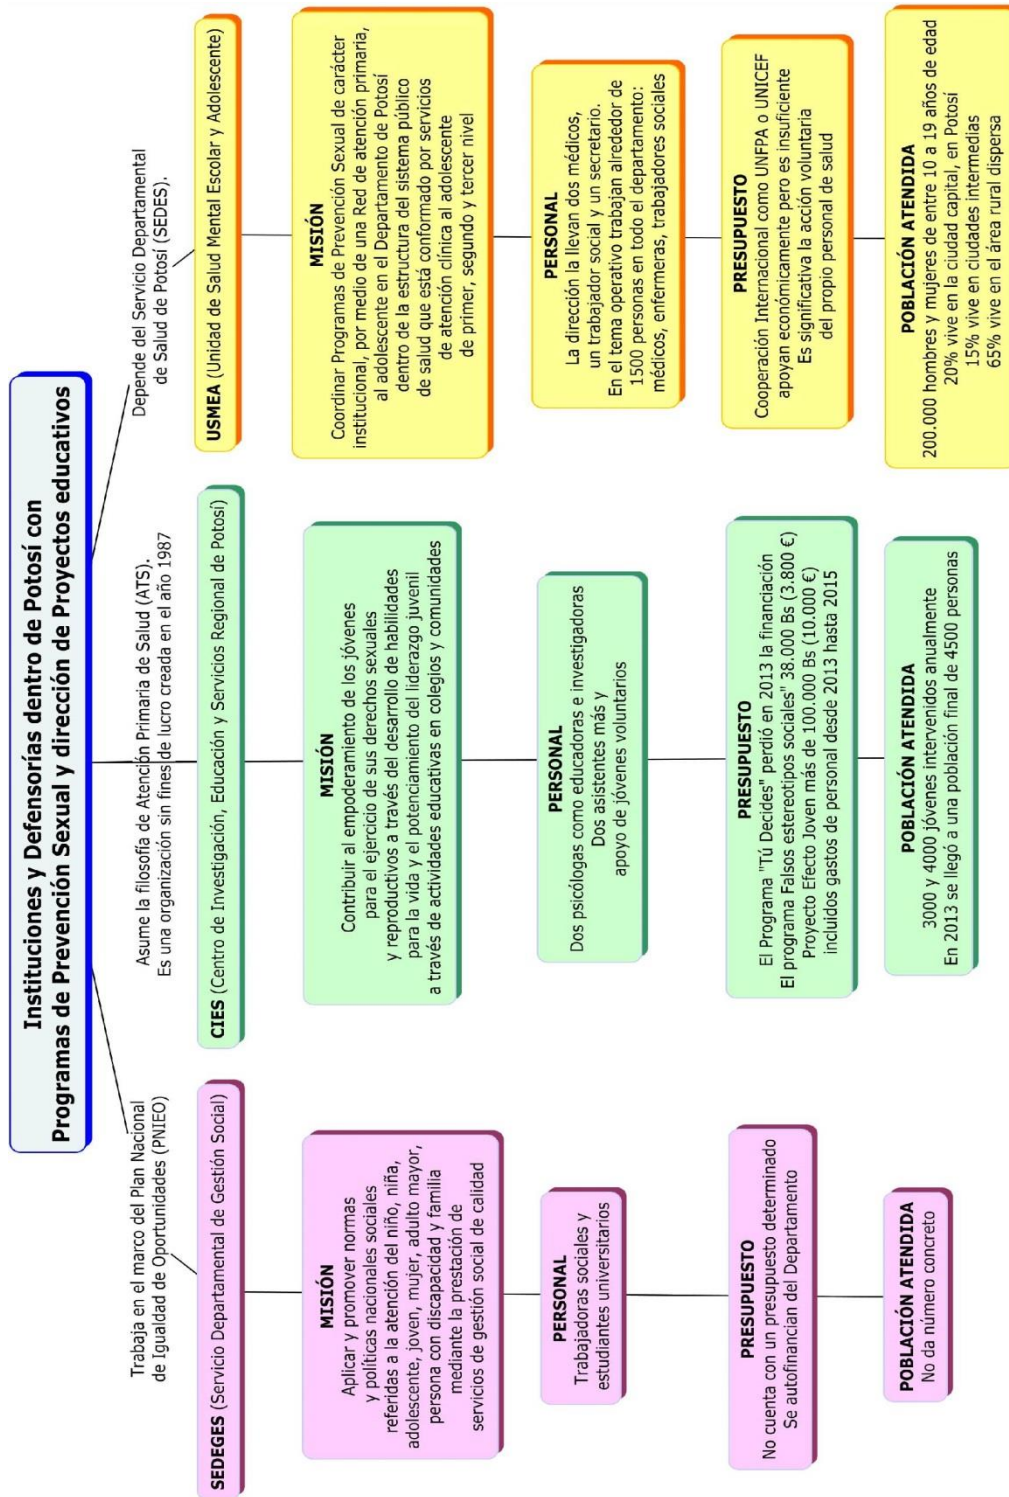 Instituciones y Defensorías dentro de Potosí con
Programas de Prevención Sexual y dirección de Proyectos educativos
Trabaja en el marco del Plan Nacional
de Igualdad de Oportunidades (PNIEO)
SEDEGES (Servicio Departamental de Gestión Social)
MISIÓN
Aplicar y promover normas
y políticas nacionales sociales
referidas a la atención del niño, niña,
adolescente, joven, mujer, adulto mayor,
persona con discapacidad y familia
mediante la prestación de
servicios de gestión social de calidad
PERSONAL
Trabajadoras sociales y
estudiantes universitarios
PRESUPUESTO
No cuenta con un presupuesto determinado
Se autofinancian del Departamento
POBLACIÓN ATENDIDA
No da número concreto
Asume la filosofía de Atención Primaria de Salud (ATS).
Es una organización sin fines de lucro creada en el año 1987
CIES (Centro de Investigación, Educación y Servicios Regional de Potosí)
MISIÓN
Contribuir al empoderamiento de los jóvenes
para el ejercicio de sus derechos sexuales
y reproductivos a través del desarrollo de habilidades
para la vida y el potenciamiento del liderazgo juvenil
a través de actividades educativas en colegios y comunidades
PERSONAL
Dos psicólogas como educadoras e investigadoras
Dos asistentes más y
apoyo de jóvenes voluntarios
PRESUPUESTO
El Programa "Tú Decides" perdió en 2013 la financiación
El programa Falsos estereotipos sociales" 38.000 Bs (3.800 €)
Proyecto Efecto Joven más de 100.000 Bs (10.000 €)
incluidos gastos de personal desde 2013 hasta 2015
POBLACIÓN ATENDIDA
3000 y 4000 jóvenes intervenidos anualmente
En 2013 se llegó a una población final de 4500 personas
Depende del Servicio Departamental
de Salud de Potosí (SEDES).
USMEA (Unidad de Salud Mental Escolar y Adolescente)
MISIÓN
Coordinar Programas de Prevención Sexual de carácter
institucional, por medio de una Red de atención primaria,
al adolescente en el Departamento de Potosí
dentro de la estructura del sistema público
de salud que está conformado por servicios
de atención clínica al adolescente
de primer, segundo y tercer nivel
PERSONAL
La dirección la llevan dos médicos,
un trabajador social y un secretario.
En el tema operativo trabajan alrededor de
1500 personas en todo el departamento:
médicos, enfermeras, trabajadores sociales
PRESUPUESTO
Cooperación Internacional como UNFPA o UNICEF
apoyan económicamente pero es insuficiente
Es significativa la acción voluntaria
del propio personal de salud
POBLACIÓN ATENDIDA
200.000 hombres y mujeres de entre 10 a 19 años de edad
20% vive en la ciudad capital, en Potosí
15% vive en ciudades intermedias
65% vive en el área rural dispersa